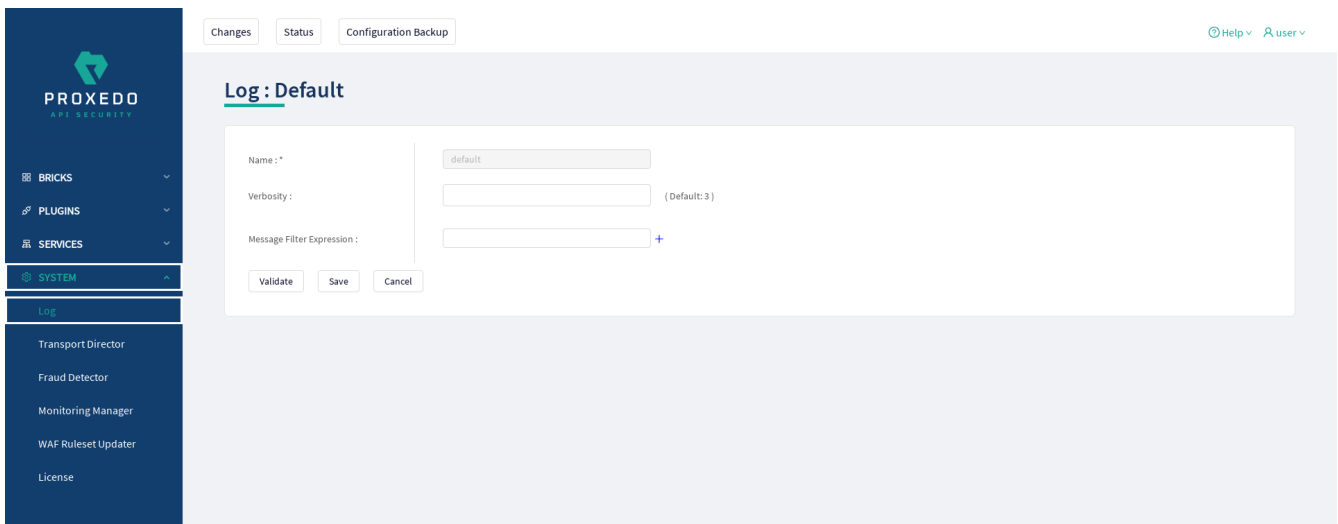 PROXEDO
API SECURITY
BRICKS
PLUGINS
SERVICES
SYSTEM
Log
Transport Director
Fraud Detector
Monitoring Manager
WAF Ruleset Updater
License
Changes Status Configuration Backup
Help user
Log : Default
Name : * default
Verbosity : ( Default: 3 )
Message Filter Expression : +
Validate Save Cancel